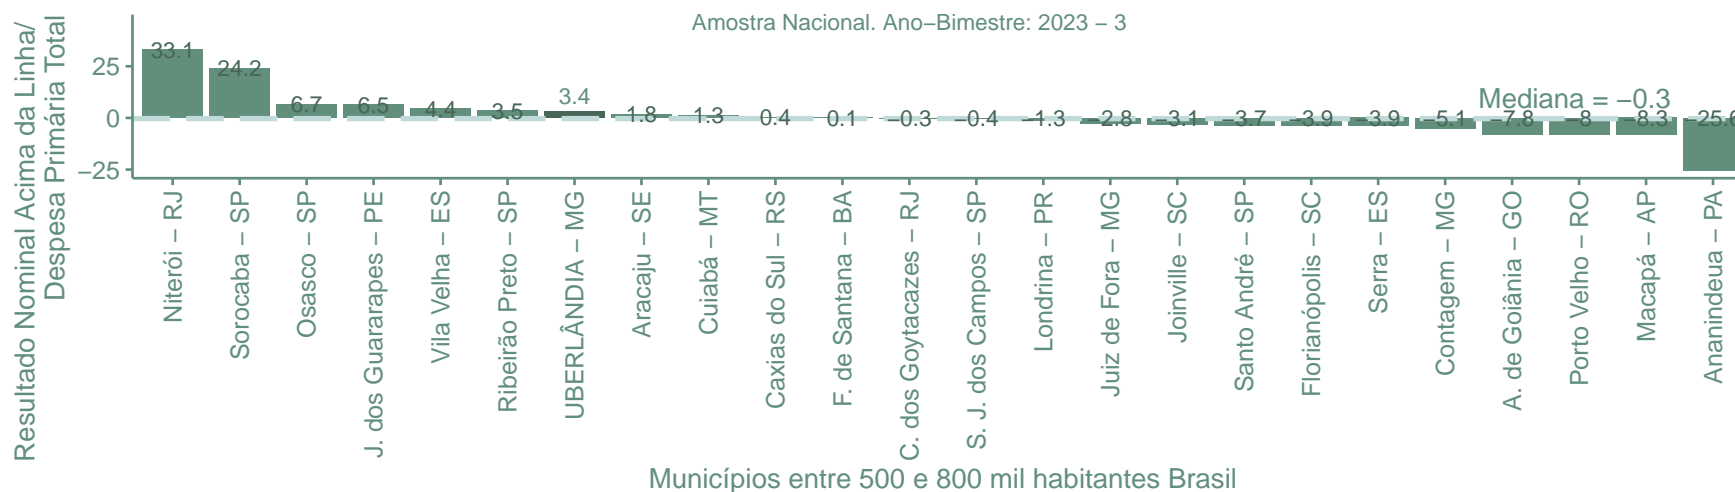 Amostra Nacional. Ano−Bimestre: 2023 − 3
Resultado Nominal Acima da Linha/
Despesa Primária Total
25
0
−25
33.1
24.2
6.7
6.5
4.4
3.5
3.4
1.8
1.3
0.4
0.1
−0.3
−0.4
−1.3
−2.8
−3.1
−3.7
−3.9
−3.9
−5.1
−7.8
−8
−8.3
−25.6
Mediana = −0.3
Niterói − RJ
Sorocaba − SP
Osasco − SP
J. dos Guararapes − PE
Vila Velha − ES
Ribeirão Preto − SP
UBERLÂNDIA − MG
Aracaju − SE
Cuiabá − MT
Caxias do Sul − RS
F. de Santana − BA
C. dos Goytacazes − RJ
S. J. dos Campos − SP
Londrina − PR
Juiz de Fora − MG
Joinville − SC
Santo André − SP
Florianópolis − SC
Serra − ES
Contagem − MG
A. de Goiânia − GO
Porto Velho − RO
Macapá − AP
Ananindeua − PA
Municípios entre 500 e 800 mil habitantes Brasil